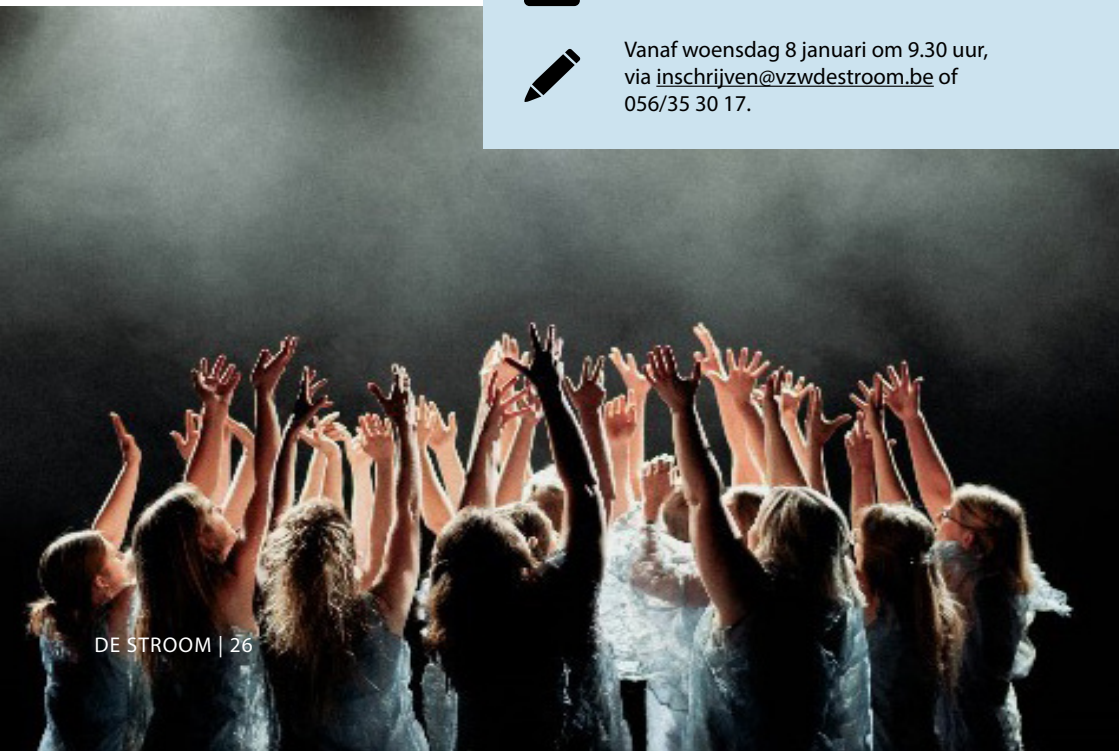 Vanaf woensdag 8 januari om 9.30 uur,
via inschrijven@vzwdestroom.be of
056/35 30 17.
DE STROOM | 26